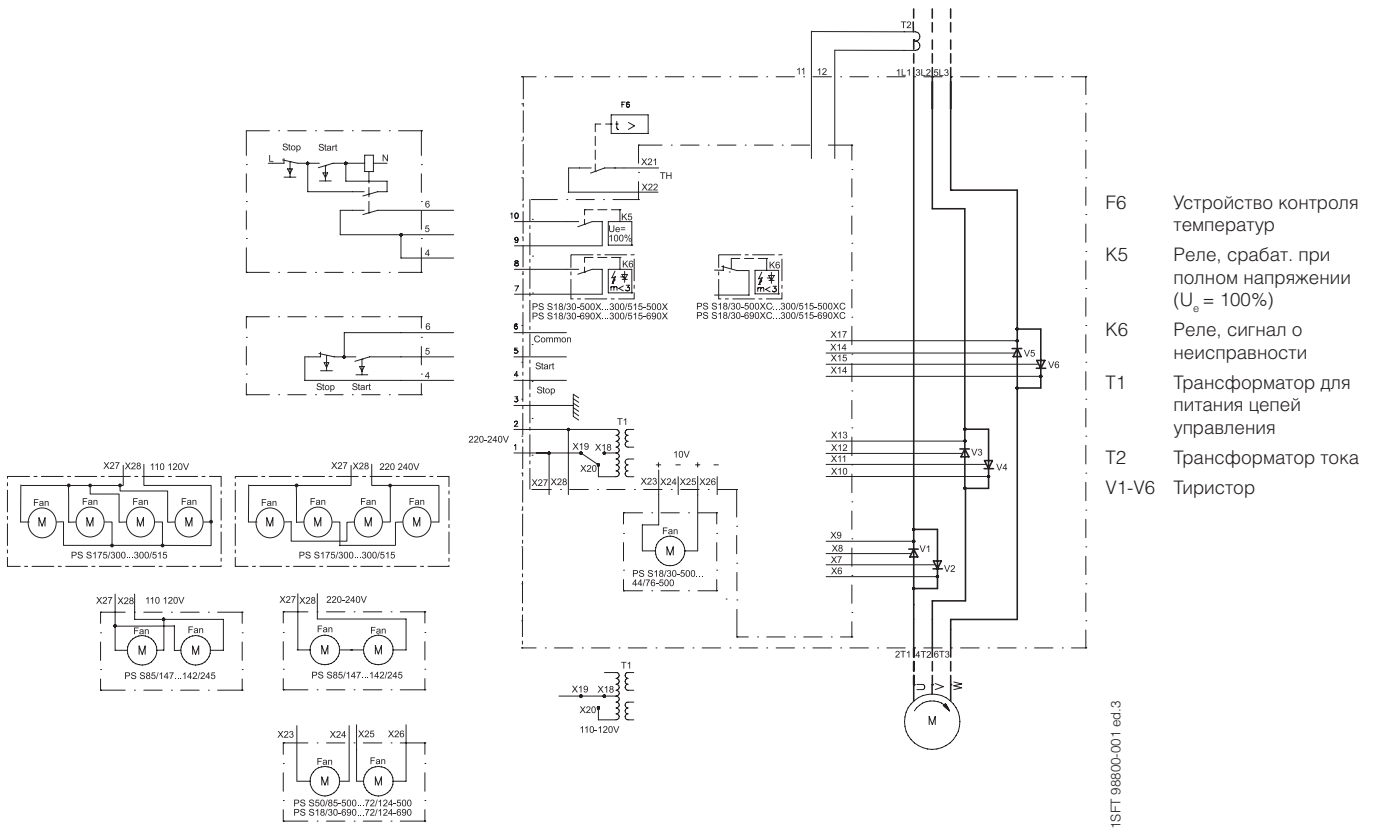 T2
11 12 1L1 3L2 5L3
F6
t >
Stop Start
L N
X21
TH
X22
6
5
4
10
K5
Ue=
100%
9
8
K6
m<3
7
K6
m<3
PS S18/30-500X...300/515-500X
PS S18/30-690X...300/515-690X
PS S18/30-500XC...300/515-500XC
PS S18/30-690XC...300/515-690XC
6
Common
5
Start
4
Stop
3
2
220-240V
1
6
5
4
Stop Start
X17
X14
X15
X14
V5
V6
T1
X19 X18
X20
X27 X28
10V
+ - + -
X23 X24 X25 X26
X13
X12
X11
X10
V3
V4
Fan
M
PS S18/30-500...
44/76-500
X9
X8
X7
X6
V1
V2
X27 X28 110 120V
Fan Fan Fan Fan
M M M M
PS S175/300...300/515
X27 X28 220 240V
Fan Fan Fan Fan
M M M M
PS S175/300...300/515
X27 X28 110 120V
Fan Fan
M M
PS S85/147...142/245
X27 X28 220-240V
Fan Fan
M M
PS S85/147...142/245
X23 X24 X25 X26
Fan Fan
M M
PS S50/85-500...72/124-500
PS S18/30-690...72/124-690
T1
X19 X18
X20
110-120V
2T1 4T2 6T3
U V W
M
F6 Устройство контроля
температур
K5 Реле, срабат. при
полном напряжении
(Ue = 100%)
K6 Реле, сигнал о
неисправности
T1 Трансформатор для
питания цепей
управления
T2 Трансформатор тока
V1-V6 Тиристор
1SFT 98800-001 ed.3